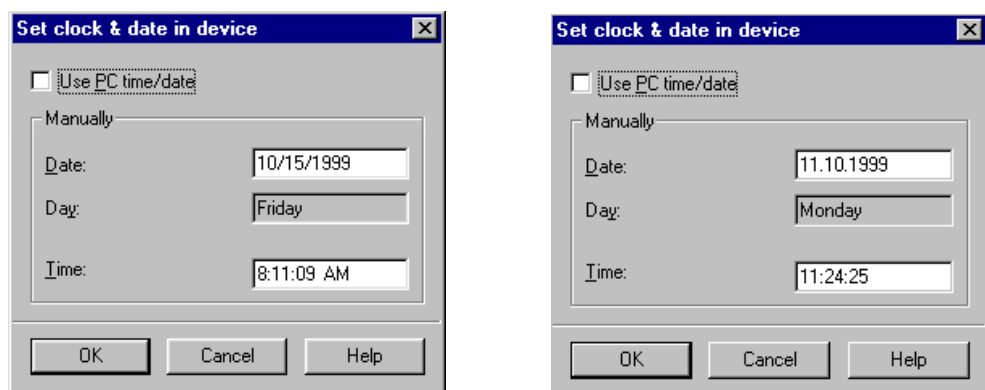 Set clock & date in device
Use PC time/date
Manually
Date: 10/15/1999
Day: Friday
Time: 8:11:09 AM
OK Cancel Help
Set clock & date in device
Use PC time/date
Manually
Date: 11.10.1999
Day: Monday
Time: 11:24:25
OK Cancel Help